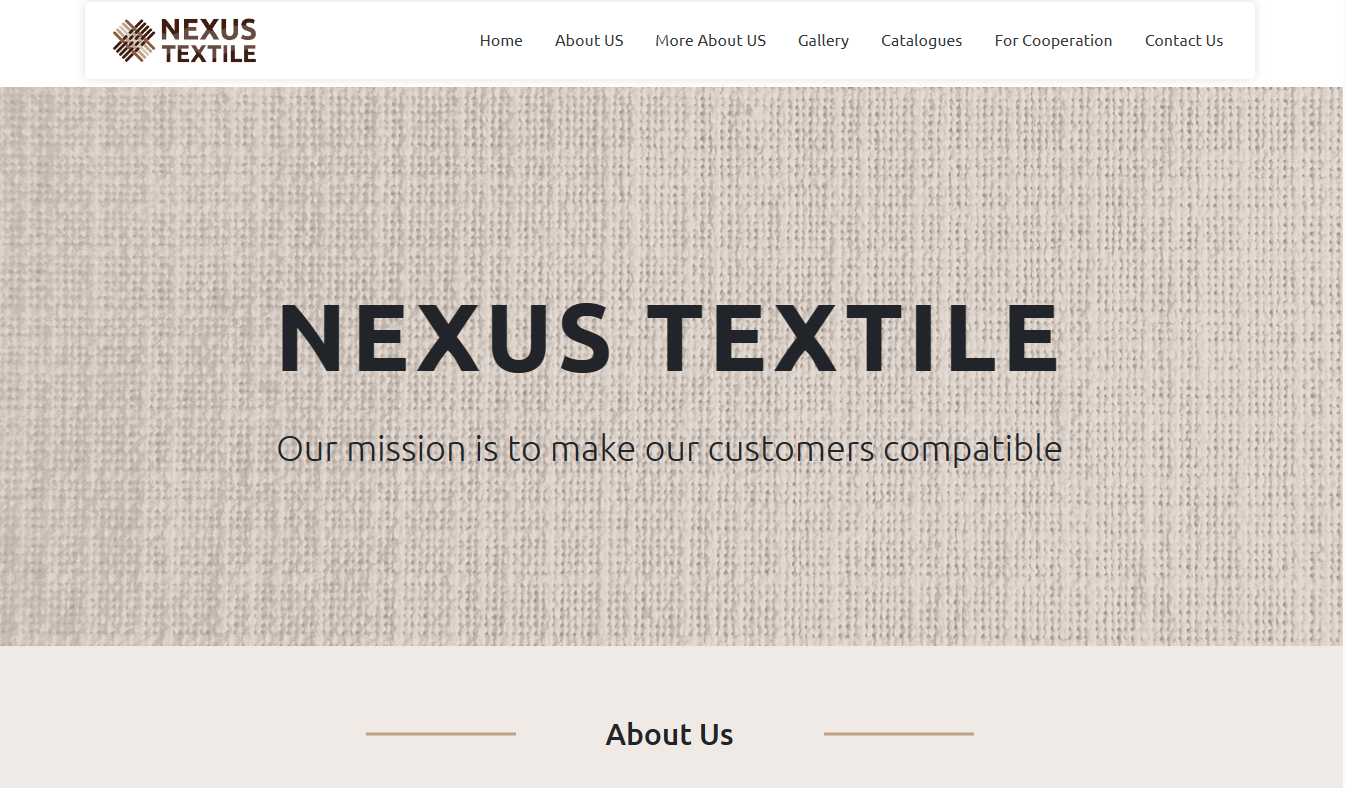 NEXUS
TEXTILE
Home About US More About US Gallery Catalogues For Cooperation Contact Us
NEXUS TEXTILE
Our mission is to make our customers compatible
About Us